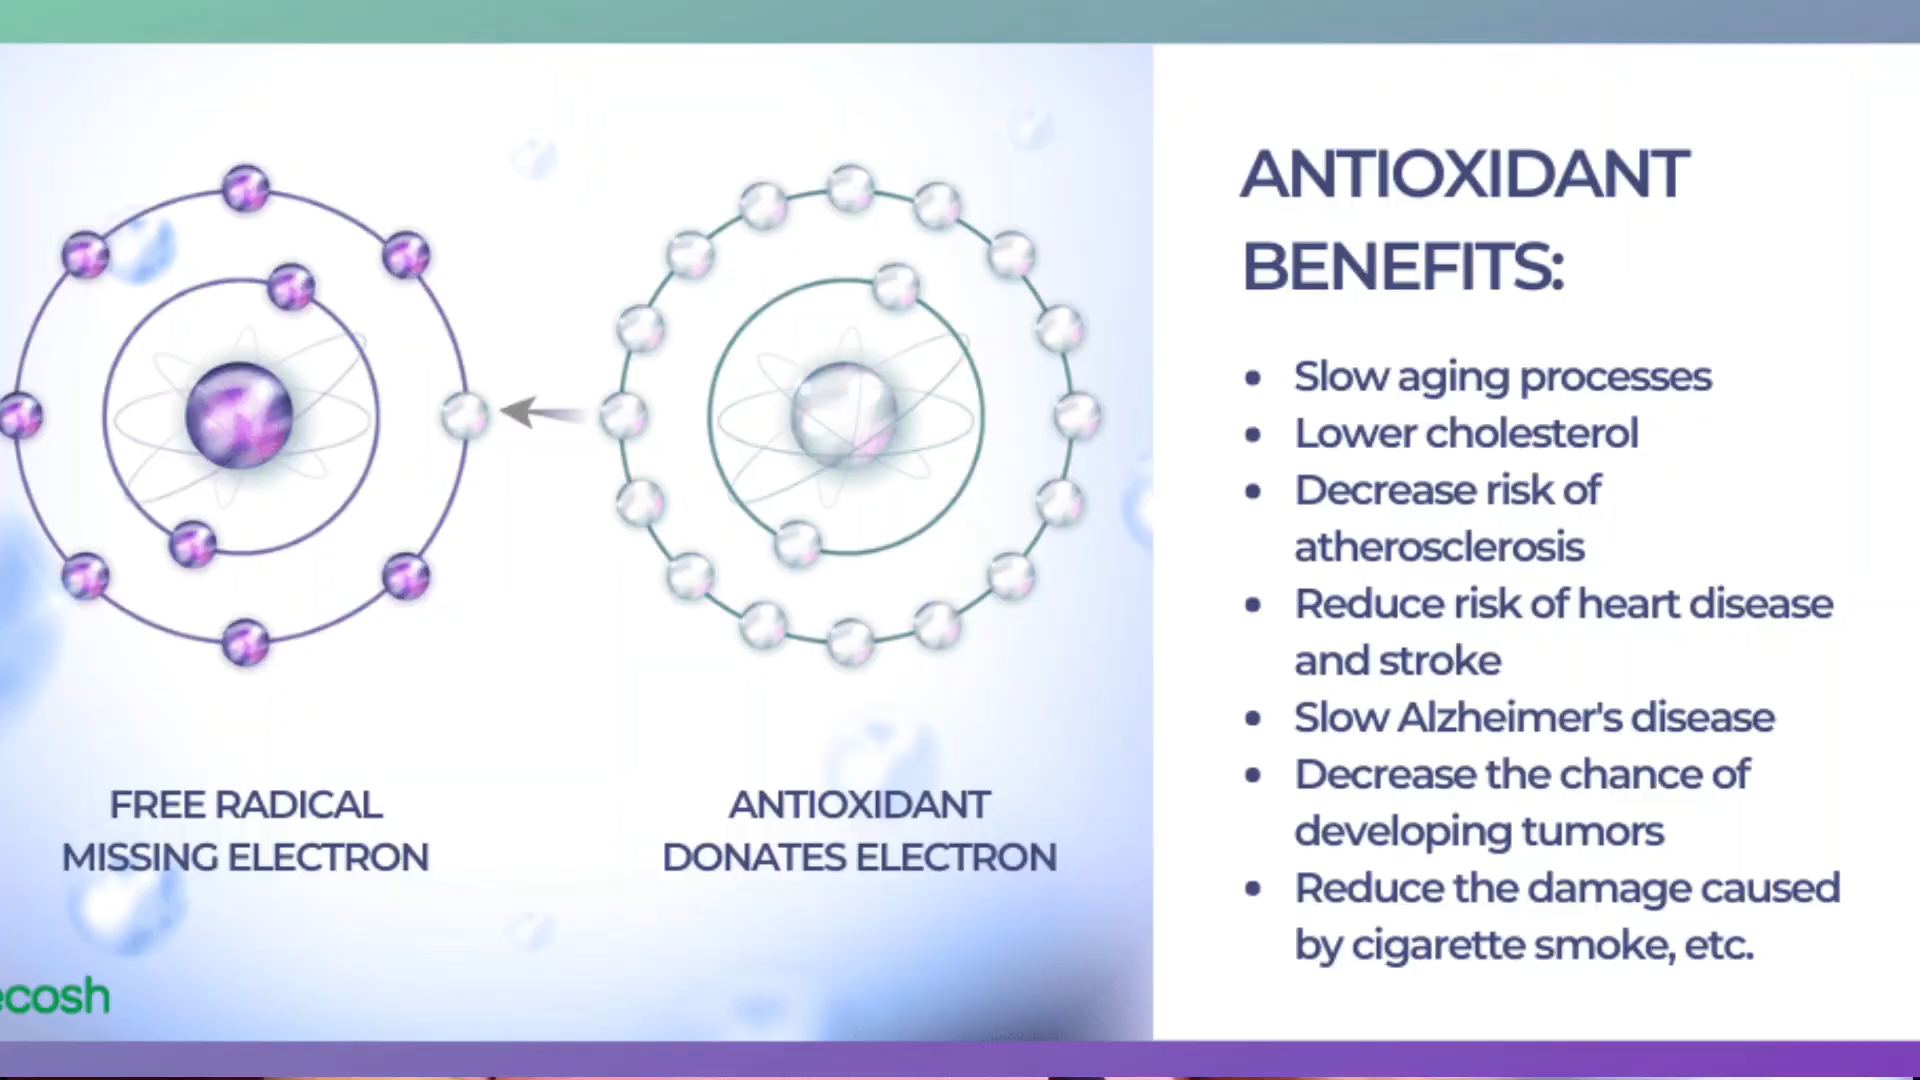 ANTIOXIDANT
BENEFITS:
• Slow aging processes
• Lower cholesterol
• Decrease risk of
atherosclerosis
• Reduce risk of heart disease
and stroke
• Slow Alzheimer's disease
• Decrease the chance of
developing tumors
• Reduce the damage caused
by cigarette smoke, etc.
FREE RADICAL
MISSING ELECTRON
ANTIOXIDANT
DONATES ELECTRON
ecosh